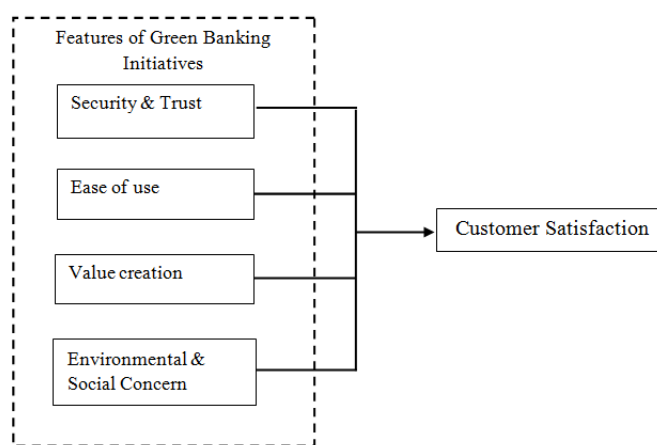 Features of Green Banking
Initiatives
Security & Trust
Ease of use
Value creation
Environmental &
Social Concern
Customer Satisfaction